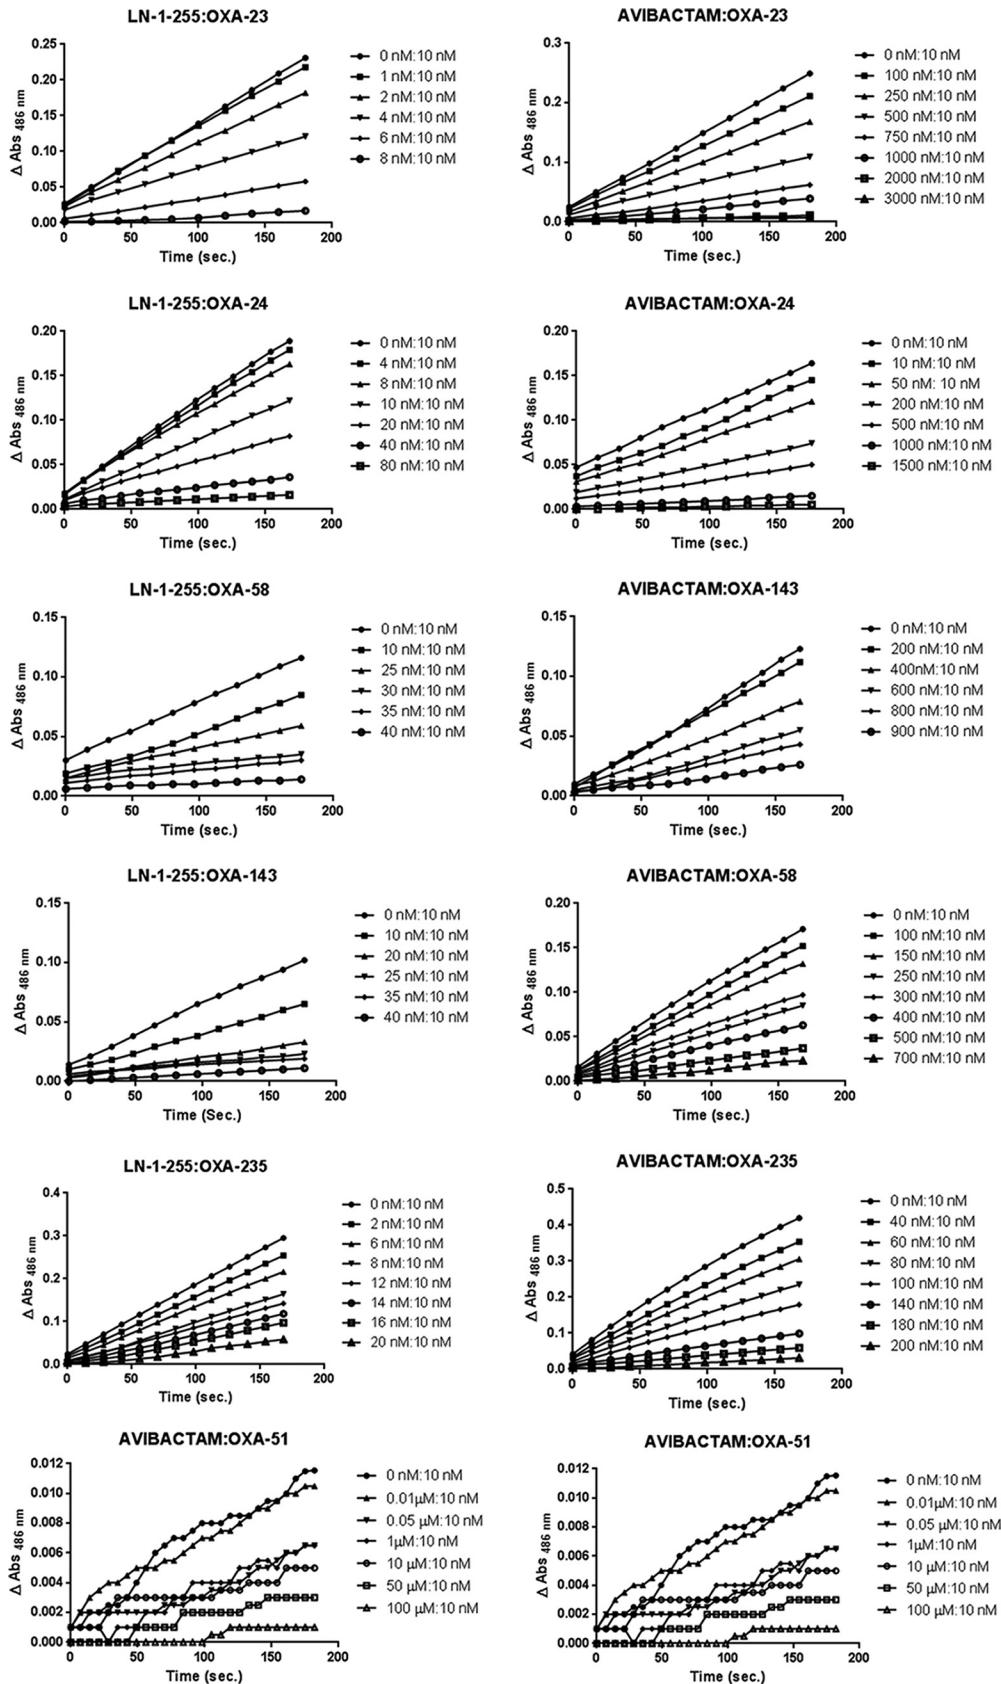 LN-1-255:OXA-23
Δ Abs 486 nm
0.25
0.20
0.15
0.10
0.05
0.00
0 50 100 150 200
Time (sec.)
0 nM:10 nM
1 nM:10 nM
2 nM:10 nM
4 nM:10 nM
6 nM:10 nM
8 nM:10 nM
AVIBACTAM:OXA-23
Δ Abs 486 nm
0.3
0.2
0.1
0.0
0 50 100 150 200
Time (sec.)
0 nM:10 nM
100 nM:10 nM
250 nM:10 nM
500 nM:10 nM
750 nM:10 nM
1000 nM:10 nM
2000 nM:10 nM
3000 nM:10 nM
LN-1-255:OXA-24
Δ Abs 486 nm
0.20
0.15
0.10
0.05
0.00
0 50 100 150 200
Time (sec.)
0 nM:10 nM
4 nM:10 nM
8 nM:10 nM
10 nM:10 nM
20 nM:10 nM
40 nM:10 nM
80 nM:10 nM
AVIBACTAM:OXA-24
Δ Abs 486 nm
0.20
0.15
0.10
0.05
0.00
0 50 100 150 200
Time (sec.)
0 nM:10 nM
10 nM:10 nM
50 nM: 10 nM
200 nM:10 nM
500 nM:10 nM
1000 nM:10 nM
1500 nM:10 nM
LN-1-255:OXA-58
Δ Abs 486 nm
0.15
0.10
0.05
0.00
0 50 100 150 200
Time (sec.)
0 nM:10 nM
10 nM:10 nM
25 nM:10 nM
30 nM:10 nM
35 nM:10 nM
40 nM:10 nM
AVIBACTAM:OXA-143
Δ Abs 486 nm
0.15
0.10
0.05
0.00
0 50 100 150 200
Time (sec.)
0 nM:10 nM
200 nM:10 nM
400nM:10 nM
600 nM:10 nM
800 nM:10 nM
900 nM:10 nM
LN-1-255:OXA-143
Δ Abs 486 nm
0.15
0.10
0.05
0.00
0 50 100 150 200
Time (Sec.)
0 nM:10 nM
10 nM:10 nM
20 nM:10 nM
25 nM:10 nM
35 nM:10 nM
40 nM:10 nM
AVIBACTAM:OXA-58
Δ Abs 486 nm
0.20
0.15
0.10
0.05
0.00
0 50 100 150 200
Time (sec.)
0 nM:10 nM
100 nM:10 nM
150 nM:10 nM
250 nM:10 nM
300 nM:10 nM
400 nM:10 nM
500 nM:10 nM
700 nM:10 nM
LN-1-255:OXA-235
Δ Abs 486 nm
0.4
0.3
0.2
0.1
0.0
0 50 100 150 200
Time (sec.)
0 nM:10 nM
2 nM:10 nM
6 nM:10 nM
8 nM:10 nM
12 nM:10 nM
14 nM:10 nM
16 nM:10 nM
20 nM:10 nM
AVIBACTAM:OXA-235
Δ Abs 486 nm
0.5
0.4
0.3
0.2
0.1
0.0
0 50 100 150 200
Time (sec.)
0 nM:10 nM
40 nM:10 nM
60 nM:10 nM
80 nM:10 nM
100 nM:10 nM
140 nM:10 nM
180 nM:10 nM
200 nM:10 nM
AVIBACTAM:OXA-51
Δ Abs 486 nm
0.012
0.010
0.008
0.006
0.004
0.002
0.000
0 50 100 150 200
Time (sec.)
0 nM:10 nM
0.01µM:10 nM
0.05 µM:10 nM
1µM:10 nM
10 µM:10 nM
50 µM:10 nM
100 µM:10 nM
AVIBACTAM:OXA-51
Δ Abs 486 nm
0.012
0.010
0.008
0.006
0.004
0.002
0.000
0 50 100 150 200
Time (sec.)
0 nM:10 nM
0.01µM:10 nM
0.05 µM:10 nM
1µM:10 nM
10 µM:10 nM
50 µM:10 nM
100 µM:10 nM